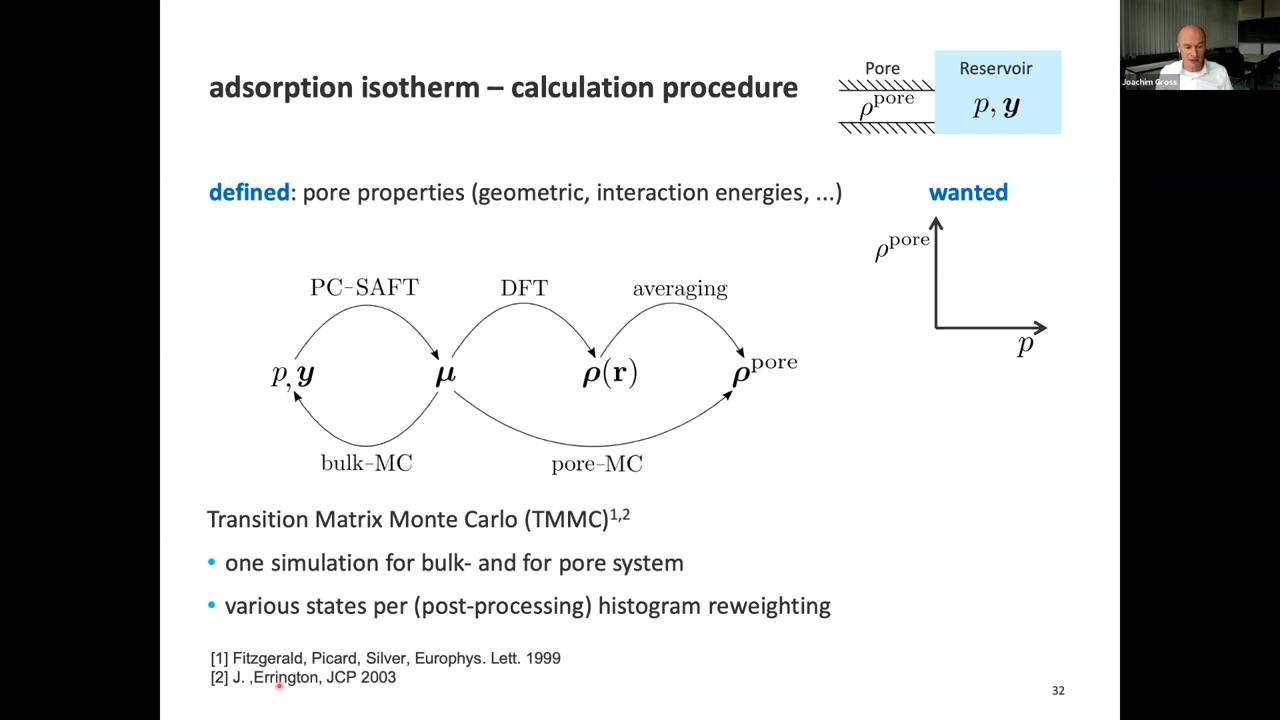 adsorption isotherm – calculation procedure
Pore
ρ^pore
Reservoir
p, y
Joachim Gross
defined: pore properties (geometric, interaction energies, ...)
wanted
ρ^pore
p
PC-SAFT
DFT
averaging
p, y
μ
ρ(r)
ρ^pore
bulk-MC
pore-MC
Transition Matrix Monte Carlo (TMMC)1,2
• one simulation for bulk- and for pore system
• various states per (post-processing) histogram reweighting
[1] Fitzgerald, Picard, Silver, Europhys. Lett. 1999
[2] J. ,Errington, JCP 2003
32